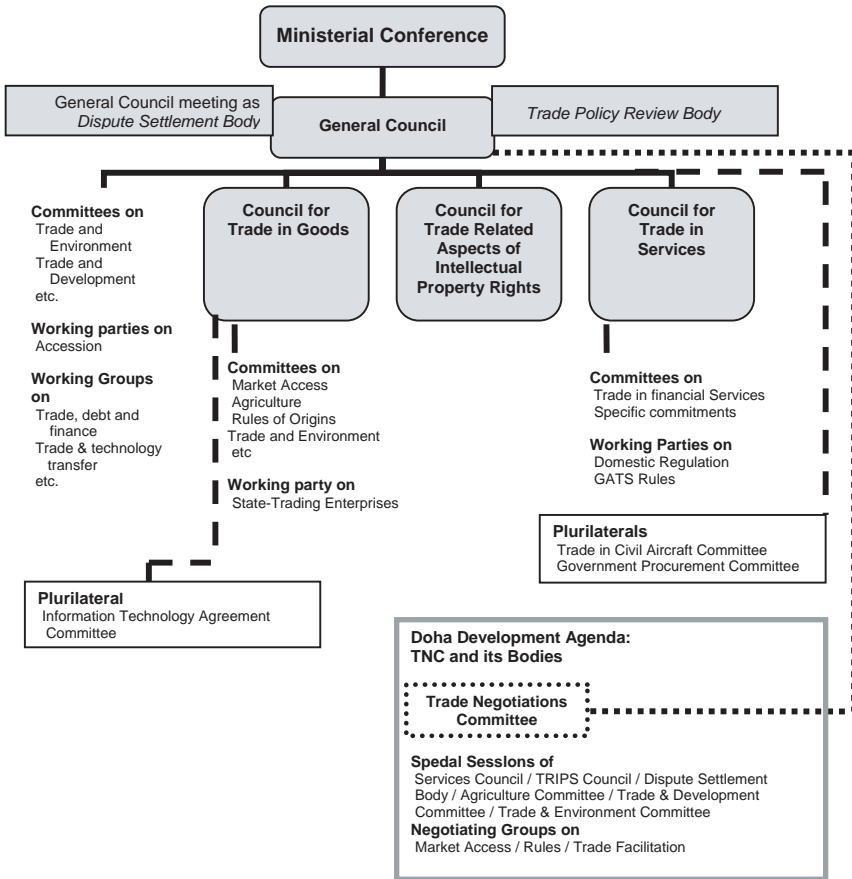 Ministerial Conference
General Council meeting as
Dispute Settlement Body
General Council
Trade Policy Review Body
Committees on
Trade and
Environment
Trade and
Development
etc.
Working parties on
Accession
Working Groups
on
Trade, debt and
finance
Trade & technology
transfer
etc.
Council for
Trade in Goods
Committees on
Market Access
Agriculture
Rules of Origins
Trade and Environment
etc
Working party on
State-Trading Enterprises
Council for
Trade Related
Aspects of
Intellectual
Property Rights
Council for
Trade in
Services
Committees on
Trade in financial Services
Specific commitments
Working Parties on
Domestic Regulation
GATS Rules
Plurilaterals
Trade in Civil Aircraft Committee
Government Procurement Committee
Plurilateral
Information Technology Agreement
Committee
Doha Development Agenda:
TNC and its Bodies
Trade Negotiations
Committee
Spedal Sesslons of
Services Council / TRIPS Council / Dispute Settlement
Body / Agriculture Committee / Trade & Development
Committee / Trade & Environment Committee
Negotiating Groups on
Market Access / Rules / Trade Facilitation